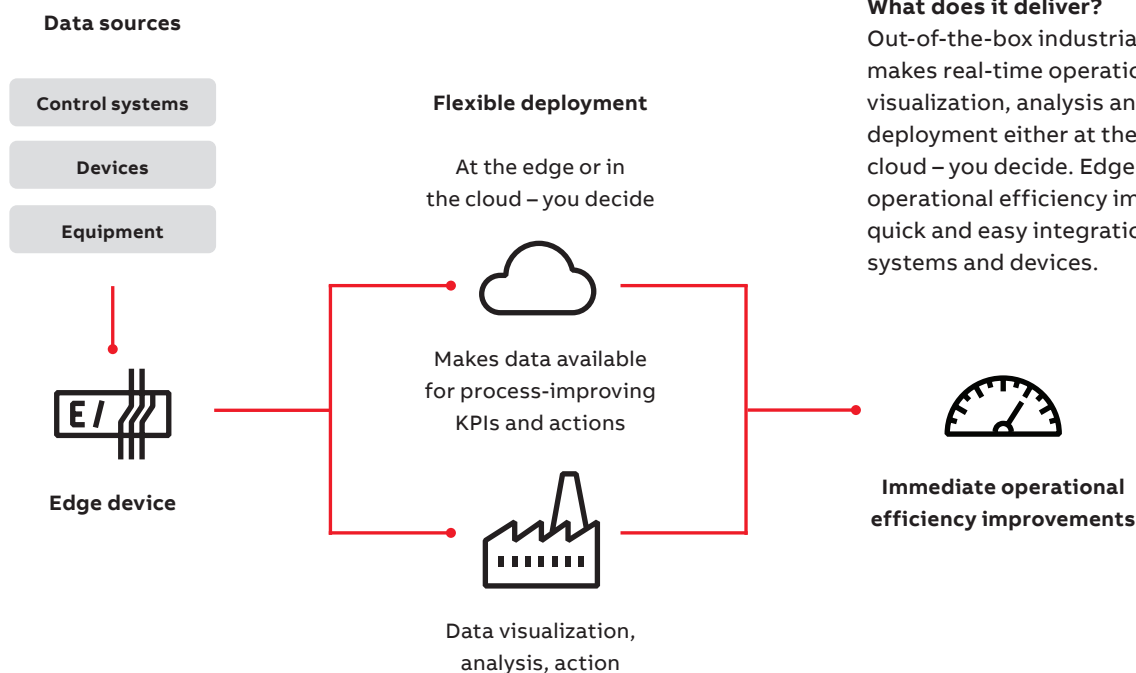 Data sources
Control systems
Devices
Equipment
E/
Edge device
Flexible deployment
At the edge or in
the cloud – you decide
Makes data available
for process-improving
KPIs and actions
Data visualization,
analysis, action
What does it deliver?
Out-of-the-box industria
makes real-time operatio
visualization, analysis an
deployment either at the
cloud – you decide. Edge
operational efficiency im
quick and easy integratio
systems and devices.
Immediate operational
efficiency improvements